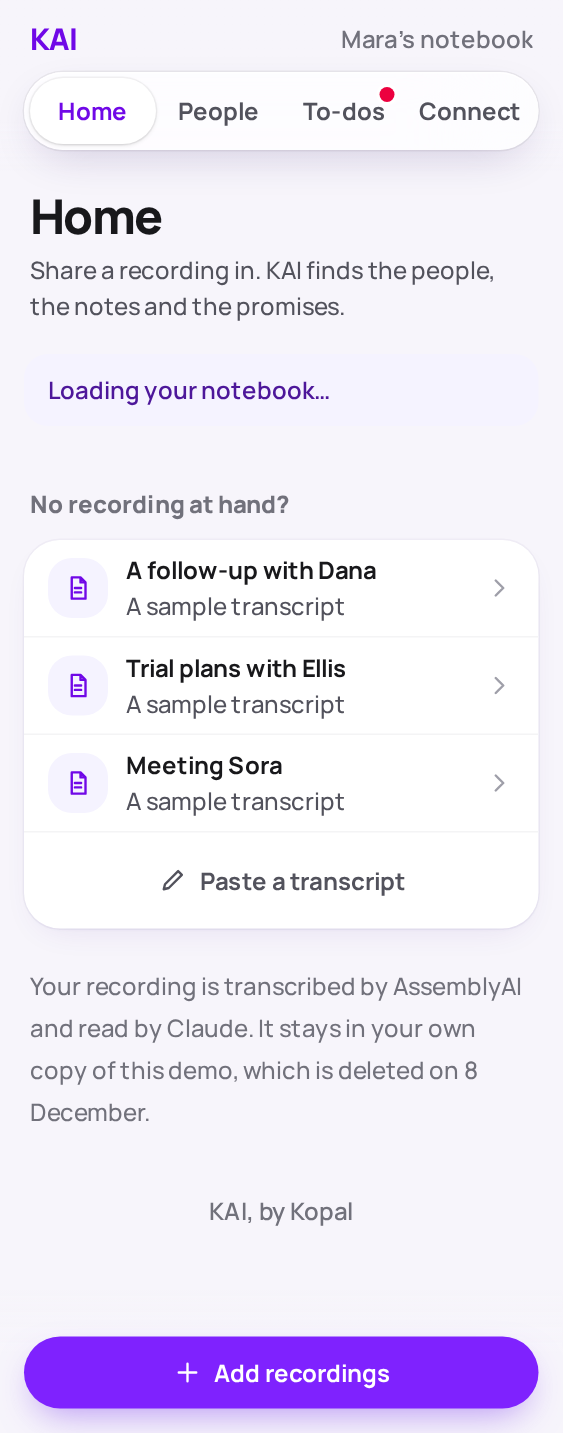 KAI
Mara's notebook
Home
People
To-dos
Connect
Home
Share a recording in. KAI finds the people,
the notes and the promises.
Loading your notebook...
No recording at hand?
A follow-up with Dana
A sample transcript
Trial plans with Ellis
A sample transcript
Meeting Sora
A sample transcript
Paste a transcript
Your recording is transcribed by AssemblyAI
and read by Claude. It stays in your own
copy of this demo, which is deleted on 8
December.
KAI, by Kopal
Add recordings